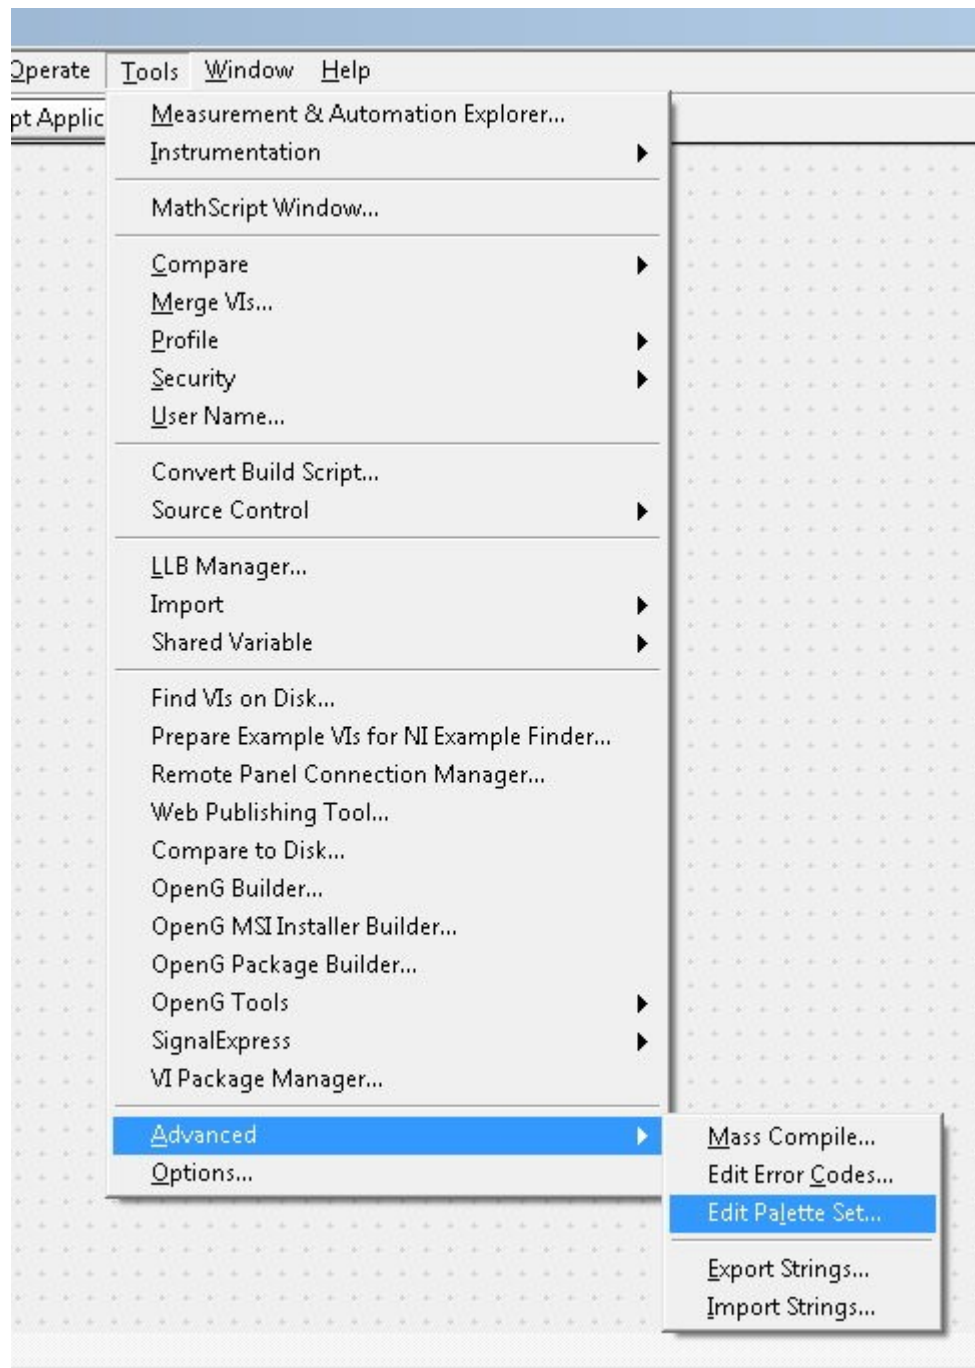 Operate Tools Window Help
pt Applic
Measurement & Automation Explorer...
Instrumentation
MathScript Window...
Compare
Merge VIs...
Profile
Security
User Name...
Convert Build Script...
Source Control
LLB Manager...
Import
Shared Variable
Find VIs on Disk...
Prepare Example VIs for NI Example Finder...
Remote Panel Connection Manager...
Web Publishing Tool...
Compare to Disk...
OpenG Builder...
OpenG MSI Installer Builder...
OpenG Package Builder...
OpenG Tools
SignalExpress
VI Package Manager...
Advanced
Options...
Mass Compile...
Edit Error Codes...
Edit Palette Set...
Export Strings...
Import Strings...